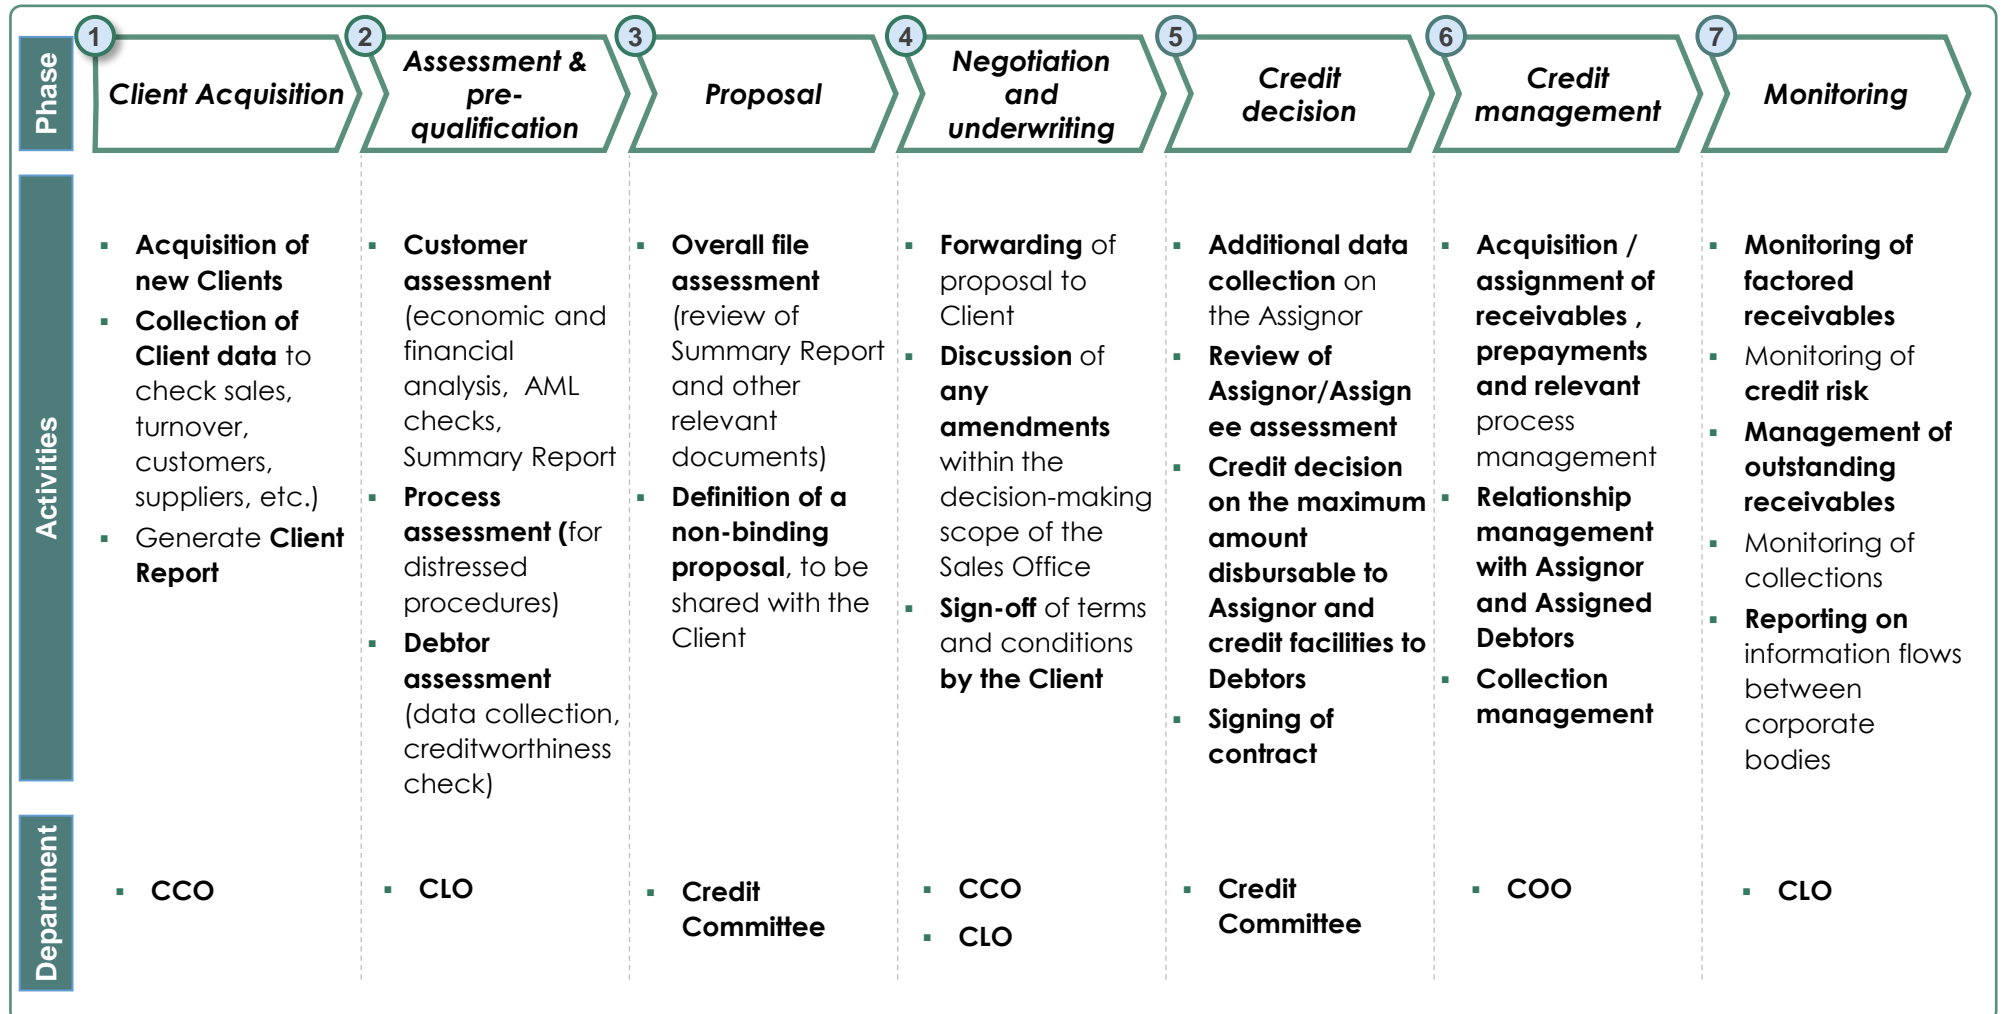 Phase
1
Client Acquisition
2
Assessment &
pre-
qualification
3
Proposal
4
Negotiation
and
underwriting
5
Credit
decision
6
Credit
management
7
Monitoring
Activities
▪ Acquisition of
new Clients
▪ Collection of
Client data to
check sales,
turnover,
customers,
suppliers, etc.)
▪ Generate Client
Report
▪ Customer
assessment
(economic and
financial
analysis, AML
checks,
Summary Report
▪ Process
assessment (for
distressed
procedures)
▪ Debtor
assessment
(data collection,
creditworthiness
check)
▪ Overall file
assessment
(review of
Summary Report
and other
relevant
documents)
▪ Definition of a
non-binding
proposal, to be
shared with the
Client
▪ Forwarding of
proposal to
Client
▪ Discussion of
any
amendments
within the
decision-making
scope of the
Sales Office
▪ Sign-off of terms
and conditions
by the Client
▪ Additional data
collection on
the Assignor
▪ Review of
Assignor/Assign
ee assessment
▪ Credit decision
on the maximum
amount
disbursable to
Assignor and
credit facilities to
Debtors
▪ Signing of
contract
▪ Acquisition /
assignment of
receivables ,
prepayments
and relevant
process
management
▪ Relationship
management
with Assignor
and Assigned
Debtors
▪ Collection
management
▪ Monitoring of
factored
receivables
▪ Monitoring of
credit risk
▪ Management of
outstanding
receivables
▪ Monitoring of
collections
▪ Reporting on
information flows
between
corporate
bodies
Department
▪ CCO
▪ CLO
▪ Credit
Committee
▪ CCO
▪ CLO
▪ Credit
Committee
▪ COO
▪ CLO